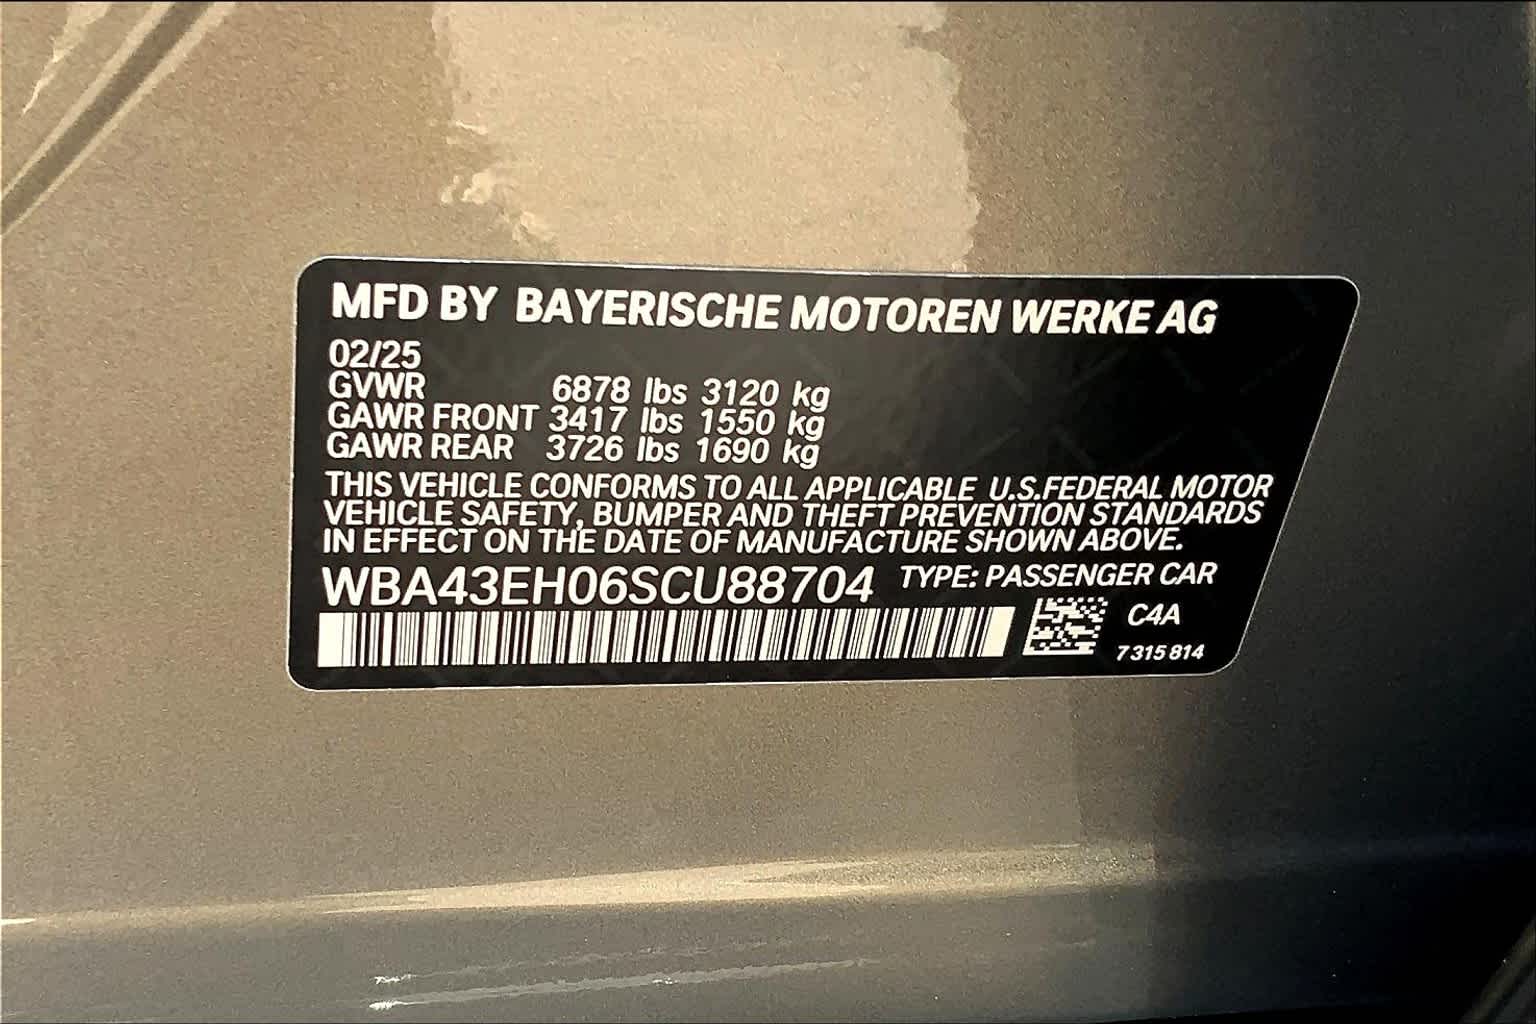 MFD BY BAYERISCHE MOTOREN WERKE AG
02/25
GVWR 6878 lbs 3120 kg
GAWR FRONT 3417 lbs 1550 kg
GAWR REAR 3726 lbs 1690 kg
THIS VEHICLE CONFORMS TO ALL APPLICABLE U.S.FEDERAL MOTOR
VEHICLE SAFETY, BUMPER AND THEFT PREVENTION STANDARDS
IN EFFECT ON THE DATE OF MANUFACTURE SHOWN ABOVE.
WBA43EH06SCU88704 TYPE: PASSENGER CAR
C4A
7 315 814